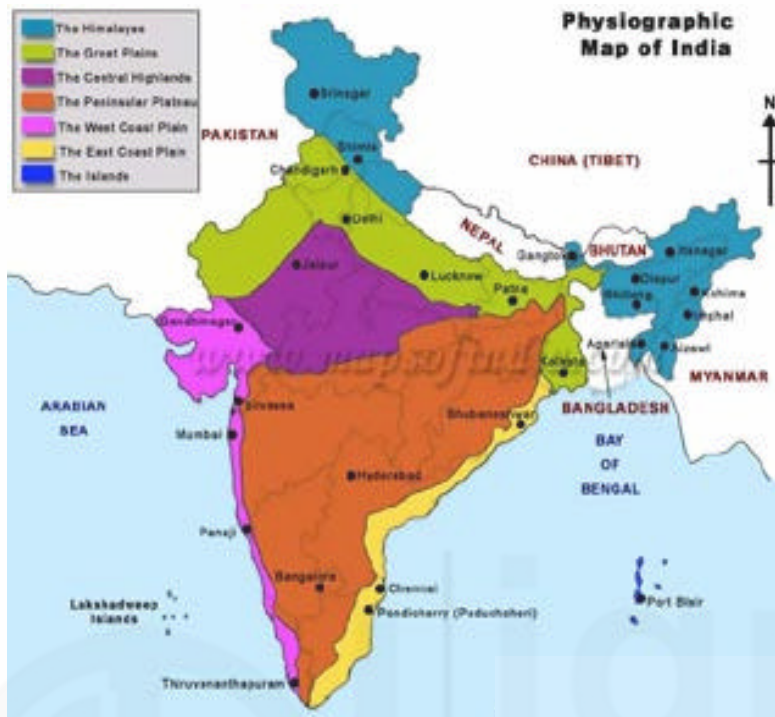 Physiographic
Map of India
The Himalayas
The Great Plains
The Central Highlands
The Peninsular Plateau
The West Coast Plain
The East Coast Plain
The Islands
N
PAKISTAN
CHINA (TIBET)
NEPAL
BHUTAN
BANGLADESH
MYANMAR
ARABIAN
SEA
BAY
OF
BENGAL
Srinagar
Shimla
Chandigarh
Delhi
Jaipur
Lucknow
Patna
Gangtok
Itanagar
Dispur
Kohima
Imphal
Agartala
Aizawl
Gandhinagar
Kolkata
www.mapsofindia
Silvassa
Mumbai
Bhubaneshwar
Hyderabad
Panaji
Bangalore
Chennai
Pondicherry (Puduchcheri)
Lakshadweep
Islands
Port Blair
Thiruvananthapuram